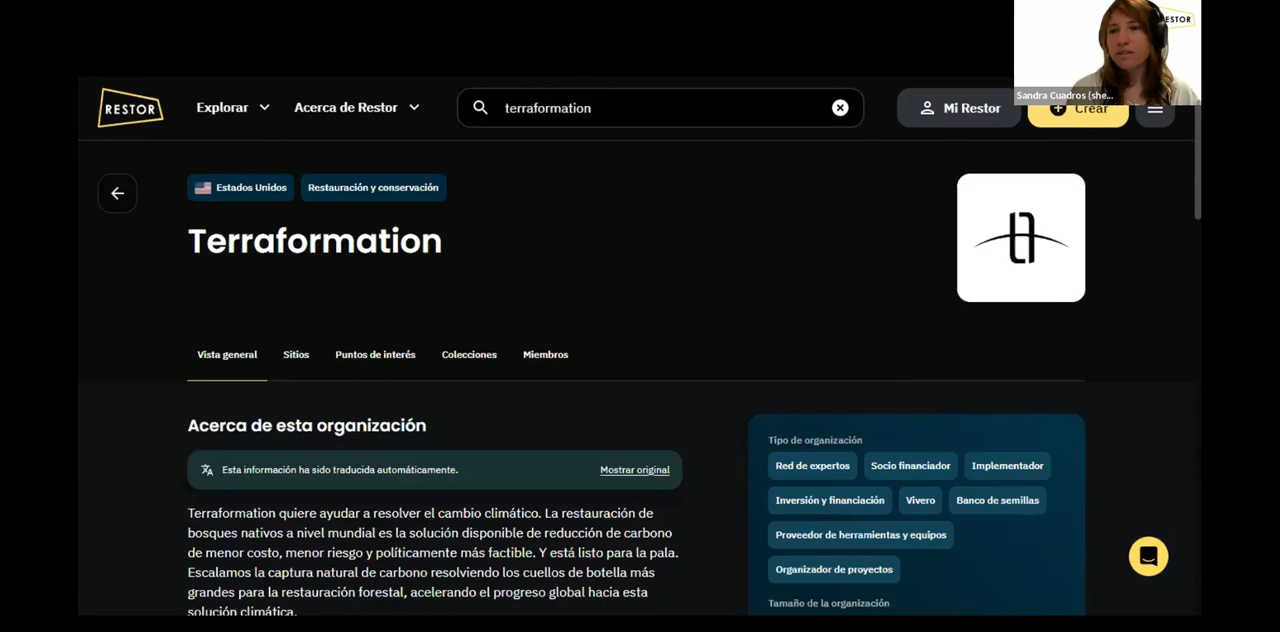 ESTOR
Sandra Cuadros (she...
RESTOR
Explorar
Acerca de Restor
terraformation
Mi Restor
Crear
Estados Unidos
Restauración y conservación
Terraformation
Vista general
Sitios
Puntos de interés
Colecciones
Miembros
Acerca de esta organización
Esta información ha sido traducida automáticamente.
Mostrar original
Terraformation quiere ayudar a resolver el cambio climático. La restauración de
bosques nativos a nivel mundial es la solución disponible de reducción de carbono
de menor costo, menor riesgo y políticamente más factible. Y está listo para la pala.
Escalamos la captura natural de carbono resolviendo los cuellos de botella más
grandes para la restauración forestal, acelerando el progreso global hacia esta
solución climática.
Tipo de organización
Red de expertos
Socio financiador
Implementador
Inversión y financiación
Vivero
Banco de semillas
Proveedor de herramientas y equipos
Organizador de proyectos
Tamaño de la organización